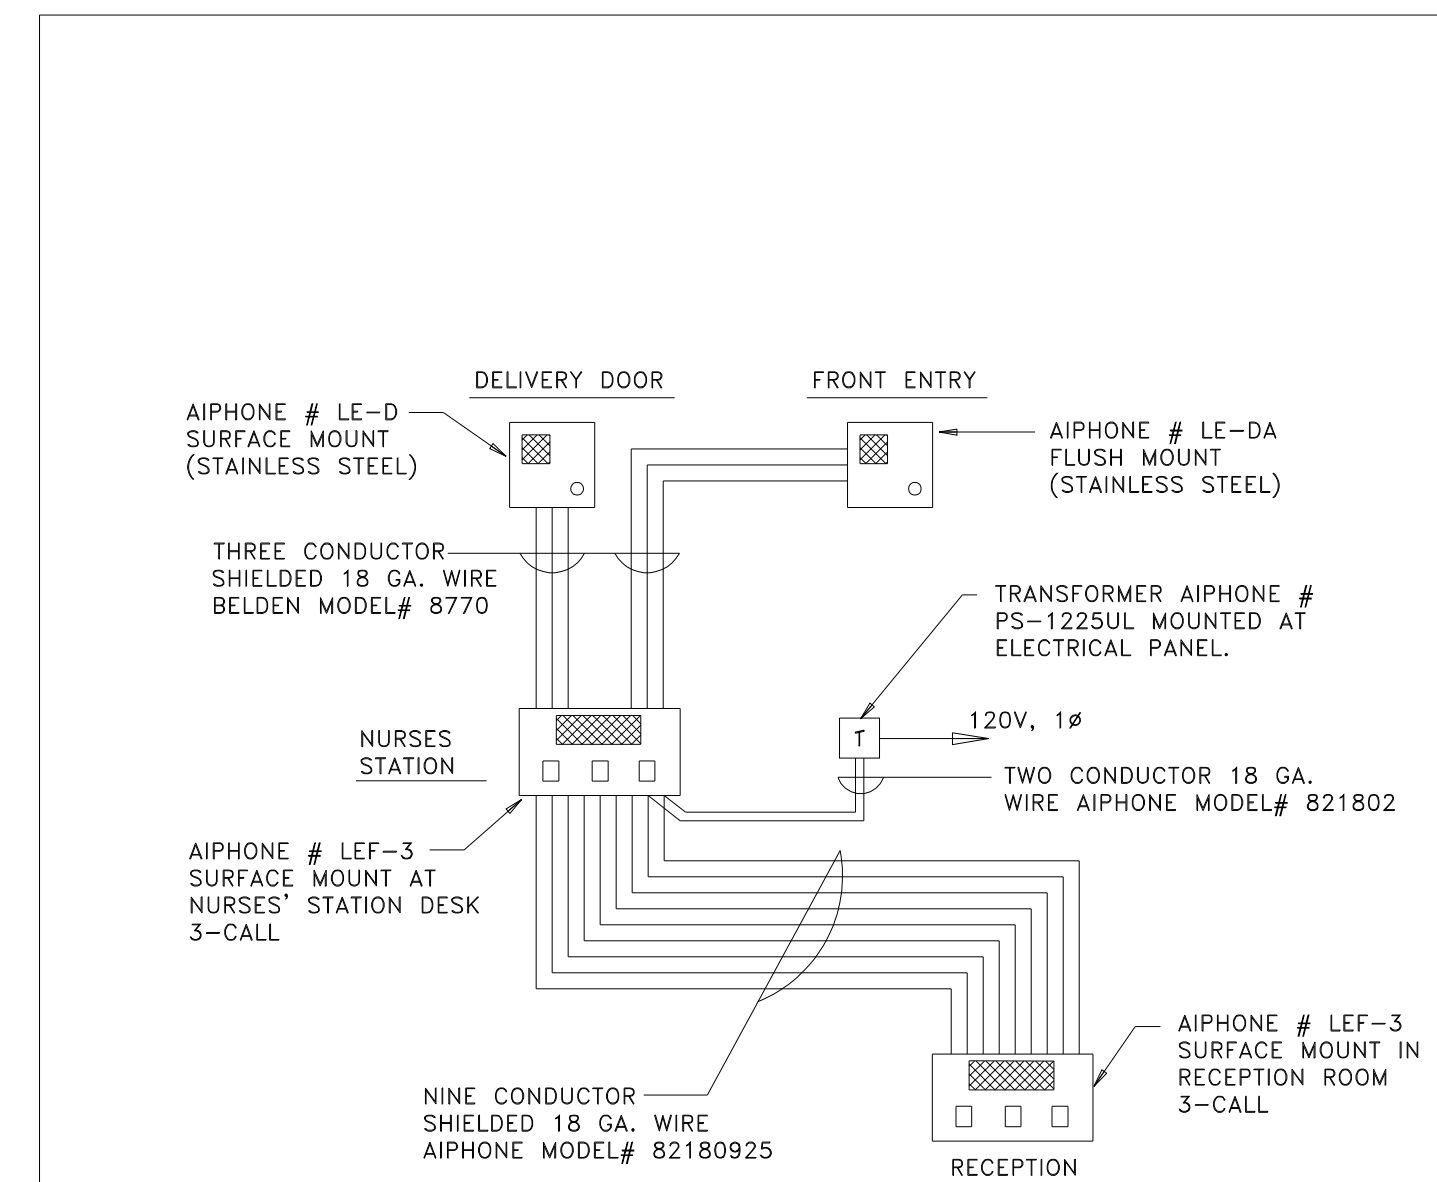 DELIVERY DOOR
FRONT ENTRY
AIPHONE # LE-D
SURFACE MOUNT
(STAINLESS STEEL)
AIPHONE # LE-DA
FLUSH MOUNT
(STAINLESS STEEL)
THREE CONDUCTOR
SHIELDED 18 GA. WIRE
BELDEN MODEL# 8770
TRANSFORMER AIPHONE #
PS-1225UL MOUNTED AT
ELECTRICAL PANEL.
NURSES
STATION
T
120V, 1ø
TWO CONDUCTOR 18 GA.
WIRE AIPHONE MODEL# 821802
AIPHONE # LEF-3
SURFACE MOUNT AT
NURSES' STATION DESK
3-CALL
AIPHONE # LEF-3
SURFACE MOUNT IN
RECEPTION ROOM
3-CALL
NINE CONDUCTOR
SHIELDED 18 GA. WIRE
AIPHONE MODEL# 82180925
RECEPTION